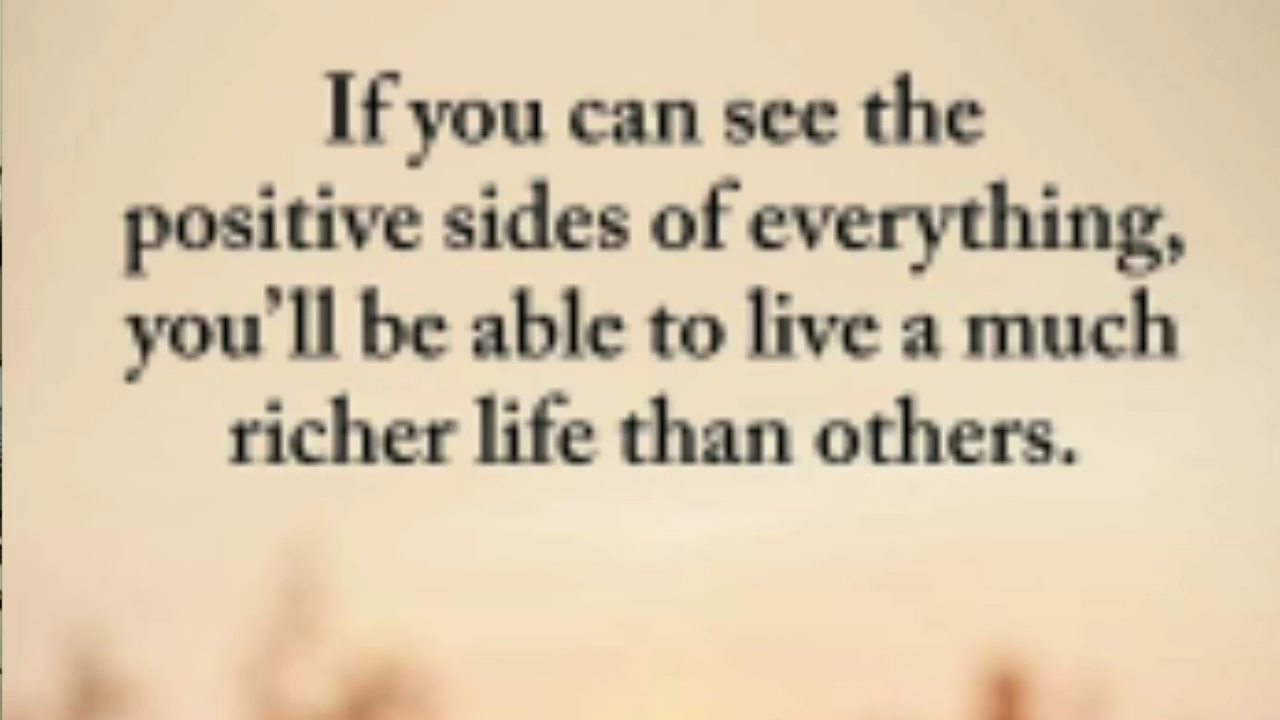 If you can see the
positive sides of everything,
you’ll be able to live a much
richer life than others.